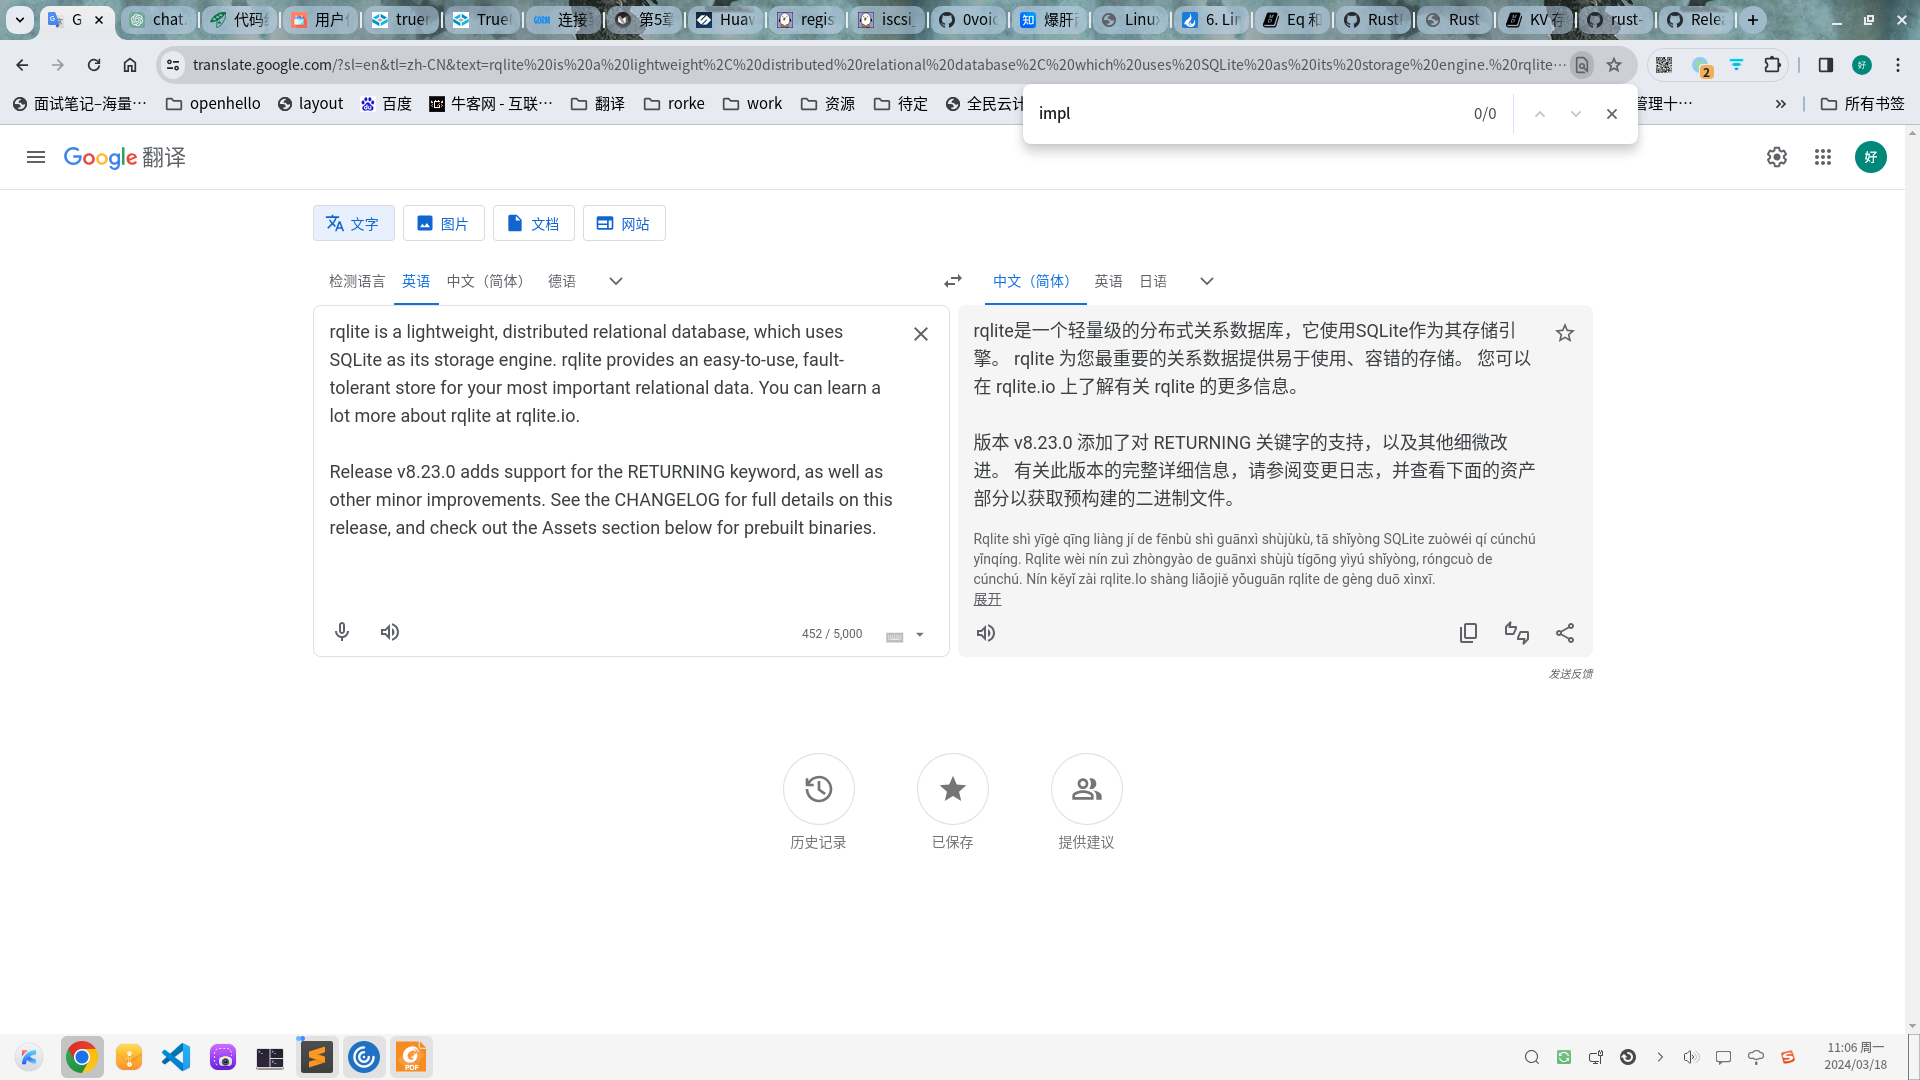 G
chat.
代码
用户
truer
True
连接
第5章
Huaw
regis
iscsi_
0voic
爆肝
Linux
6. Lin
Eq 和
Rust
Rust
KV 存
rust-
Relea
translate.google.com/?sl=en&tl=zh-CN&text=rqlite%20is%20a%20lightweight%2C%20distributed%20relational%20database%2C%20which%20uses%20SQLite%20as%20its%20storage%20engine.%20rqlite…
2
好
面试笔记–海量…
openhello
layout
百度
牛客网 - 互联…
翻译
rorke
work
资源
待定
全民云计
管理十…
所有书签
impl
0/0
Google 翻译
好
文字
图片
文档
网站
检测语言
英语
中文（简体）
德语
中文（简体）
英语
日语
rqlite is a lightweight, distributed relational database, which uses
SQLite as its storage engine. rqlite provides an easy-to-use, fault-
tolerant store for your most important relational data. You can learn a
lot more about rqlite at rqlite.io.
Release v8.23.0 adds support for the RETURNING keyword, as well as
other minor improvements. See the CHANGELOG for full details on this
release, and check out the Assets section below for prebuilt binaries.
452 / 5,000
rqlite是一个轻量级的分布式关系数据库，它使用SQLite作为其存储引
擎。 rqlite 为您最重要的关系数据提供易于使用、容错的存储。 您可以
在 rqlite.io 上了解有关 rqlite 的更多信息。
版本 v8.23.0 添加了对 RETURNING 关键字的支持，以及其他细微改
进。 有关此版本的完整详细信息，请参阅变更日志，并查看下面的资产
部分以获取预构建的二进制文件。
Rqlite shì yīgè qīng liàng jí de fēnbù shì guānxì shùjùkù, tā shǐyòng SQLite zuòwéi qí cúnchú
yǐnqíng. Rqlite wèi nín zuì zhòngyào de guānxì shùjù tígōng yìyú shǐyòng, róngcuò de
cúnchú. Nín kěyǐ zài rqlite.Io shàng liǎojiě yǒuguān rqlite de gèng duō xìnxī.
展开
发送反馈
历史记录
已保存
提供建议
PDF
11:06 周一
2024/03/18